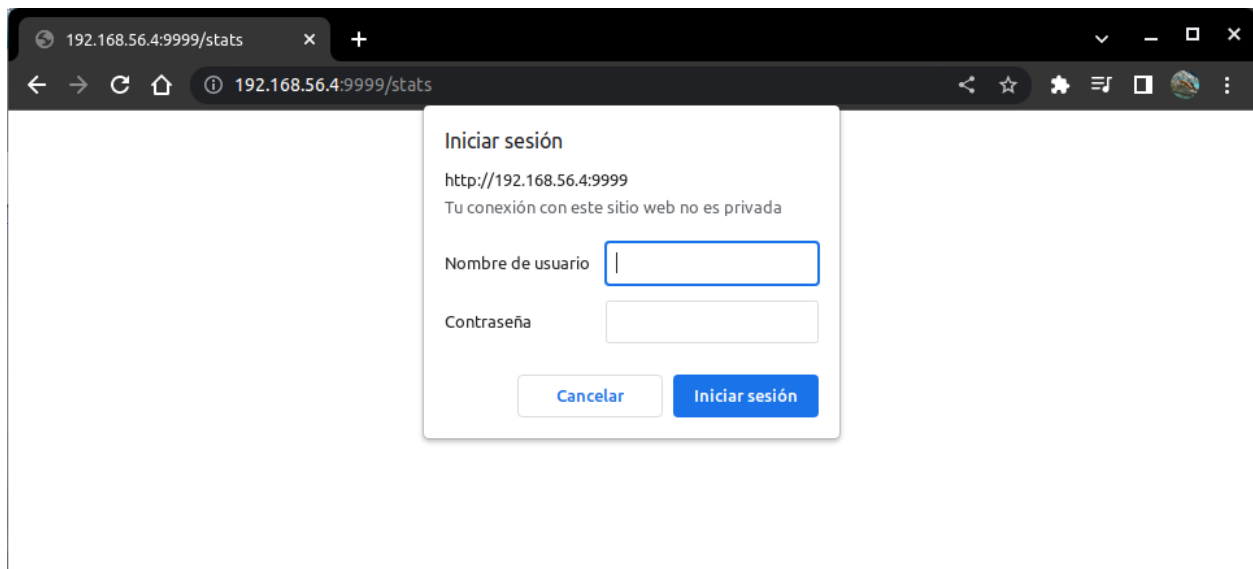 192.168.56.4:9999/stats
192.168.56.4:9999/stats
Iniciar sesión
http://192.168.56.4:9999
Tu conexión con este sitio web no es privada
Nombre de usuario
Contraseña
Cancelar Iniciar sesión